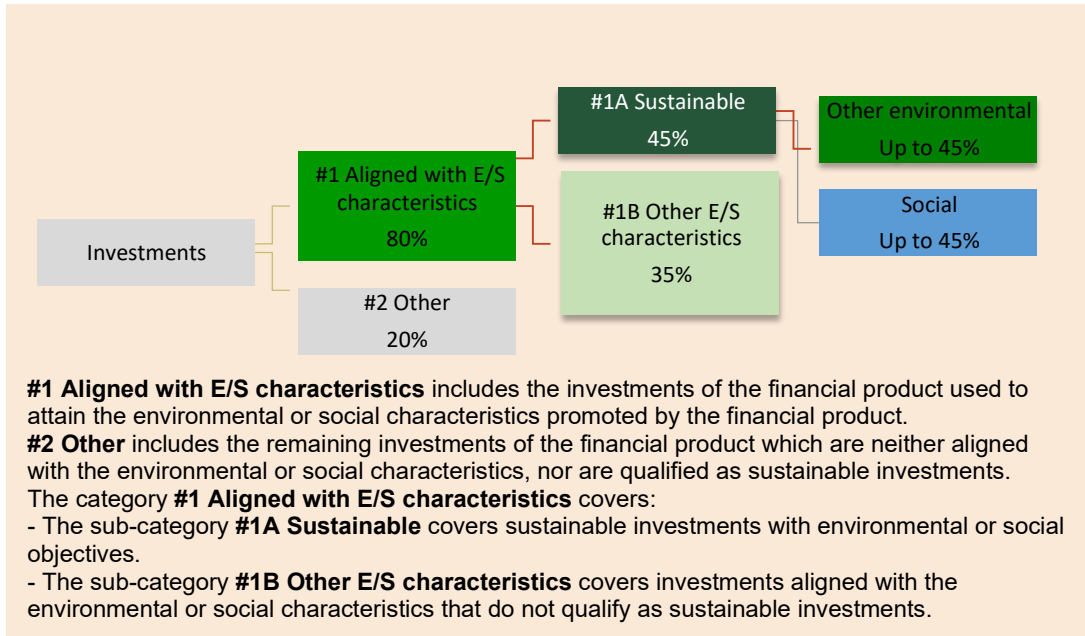 #1A Sustainable
45%
Other environmental
Up to 45%
#1 Aligned with E/S
characteristics
80%
#1B Other E/S
characteristics
35%
Social
Up to 45%
Investments
#2 Other
20%
#1 Aligned with E/S characteristics includes the investments of the financial product used to
attain the environmental or social characteristics promoted by the financial product.
#2 Other includes the remaining investments of the financial product which are neither aligned
with the environmental or social characteristics, nor are qualified as sustainable investments.
The category #1 Aligned with E/S characteristics covers:
- The sub-category #1A Sustainable covers sustainable investments with environmental or social
objectives.
- The sub-category #1B Other E/S characteristics covers investments aligned with the
environmental or social characteristics that do not qualify as sustainable investments.